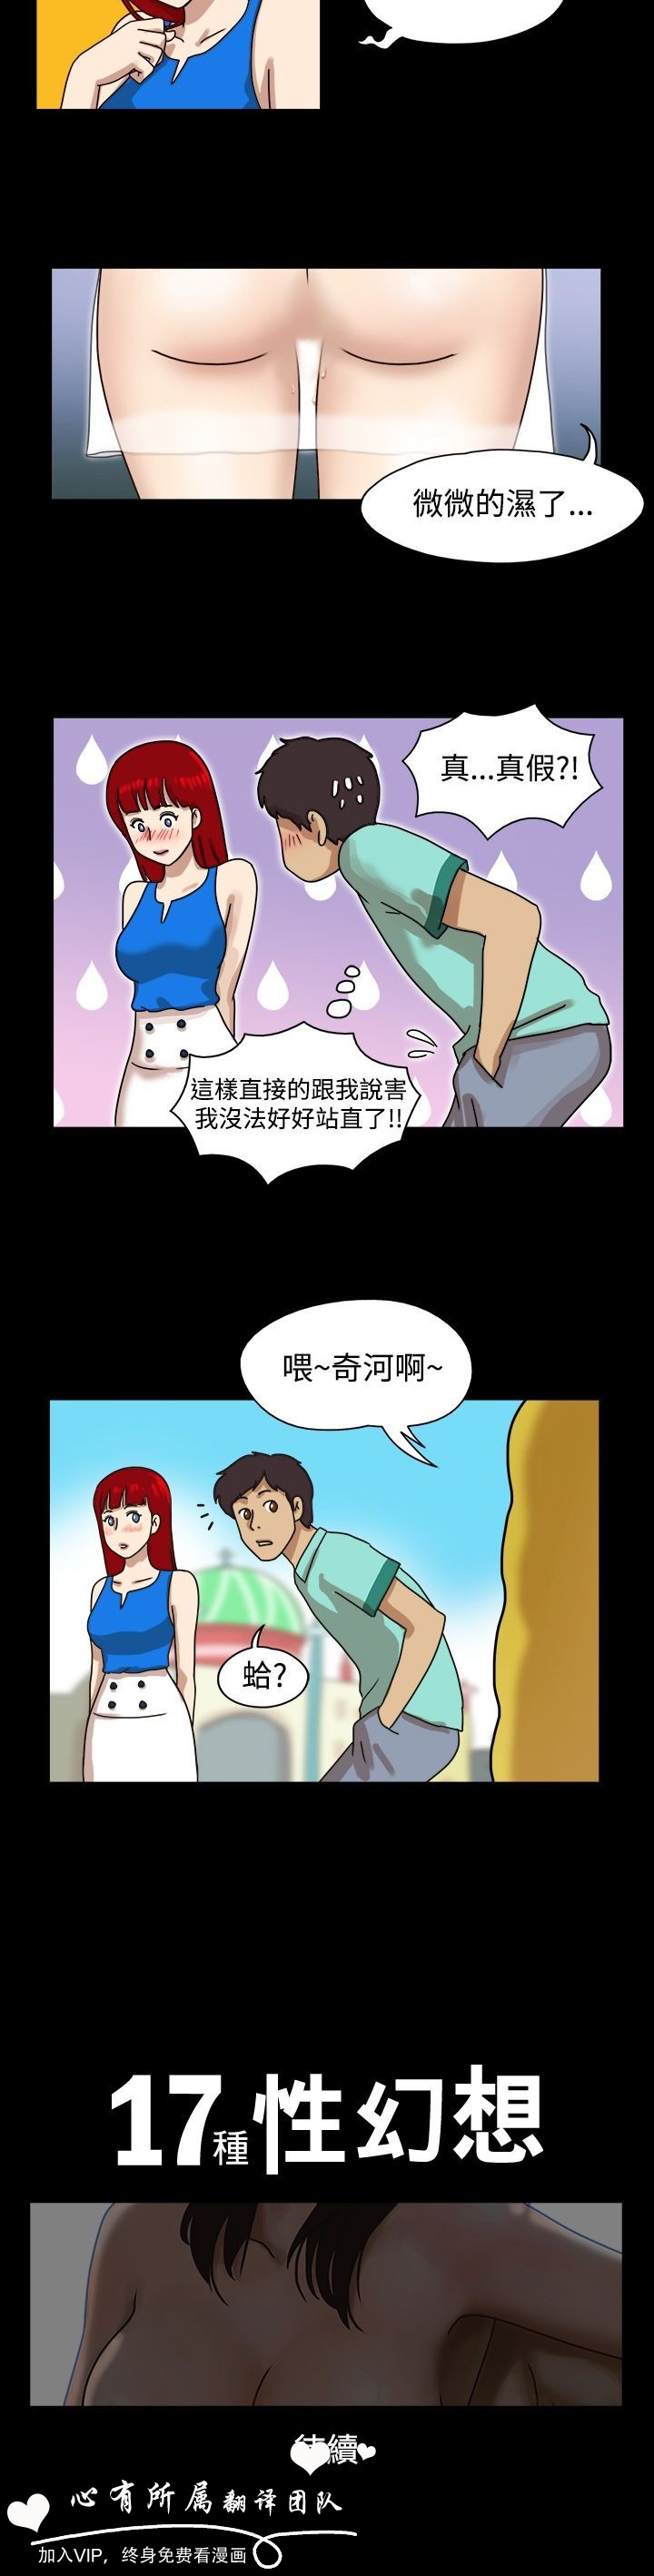 微微的濕了...
真...真假?!
這樣直接的跟我說害
我沒法好好站直了!!
喂~奇河啊~
蛤?
17種性幻想
待續
心有所属翻译团队
加入VIP，终身免费看漫画